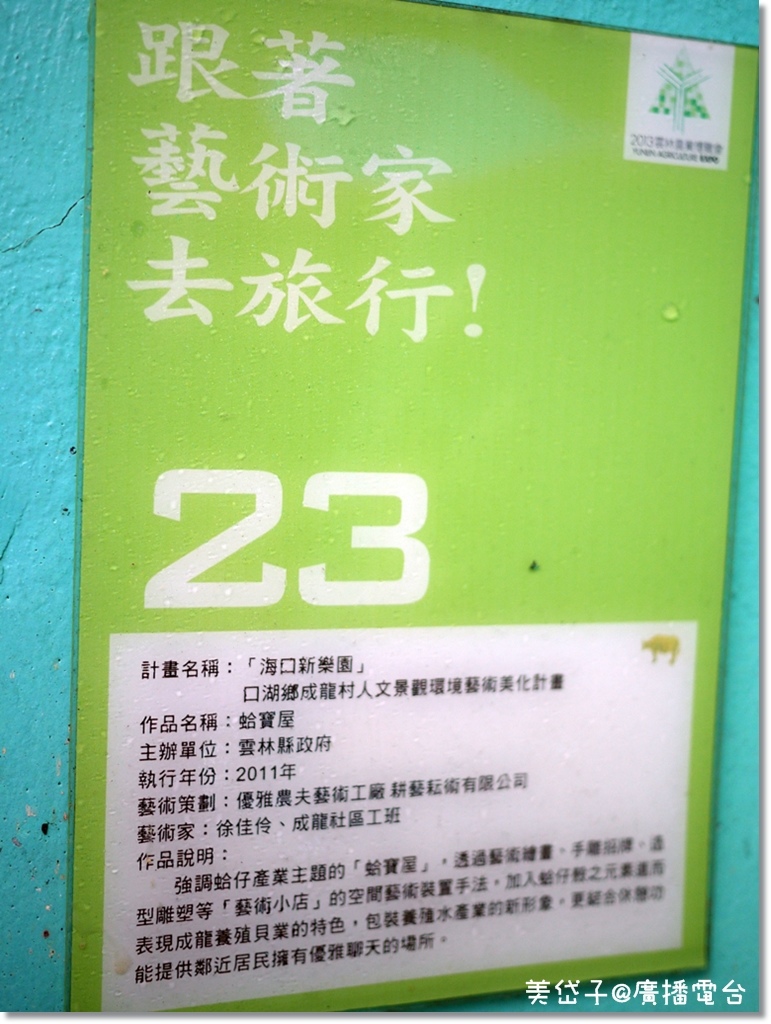 跟著
藝術家
去旅行!
2013雲林農業博覽會
YUNLIN AGRICULTURE EXPO
23
計畫名稱：「海口新樂園」
口湖鄉成龍村人文景觀環境藝術美化計畫
作品名稱：蛤寶屋
主辦單位：雲林縣政府
執行年份：2011年
藝術策劃：優雅農夫藝術工廠 耕藝耘術有限公司
藝術家：徐佳伶、成龍社區工班
作品說明：
強調蛤仔產業主題的「蛤寶屋」，透過藝術繪畫、手雕招牌、造
型雕塑等「藝術小店」的空間藝術裝置手法，加入蛤仔殼之元素進而
表現成龍養殖貝業的特色，包裝養殖水產業的新形象，更結合休憩功
能提供鄰近居民擁有優雅聊天的場所。
美岱子@廣播電台